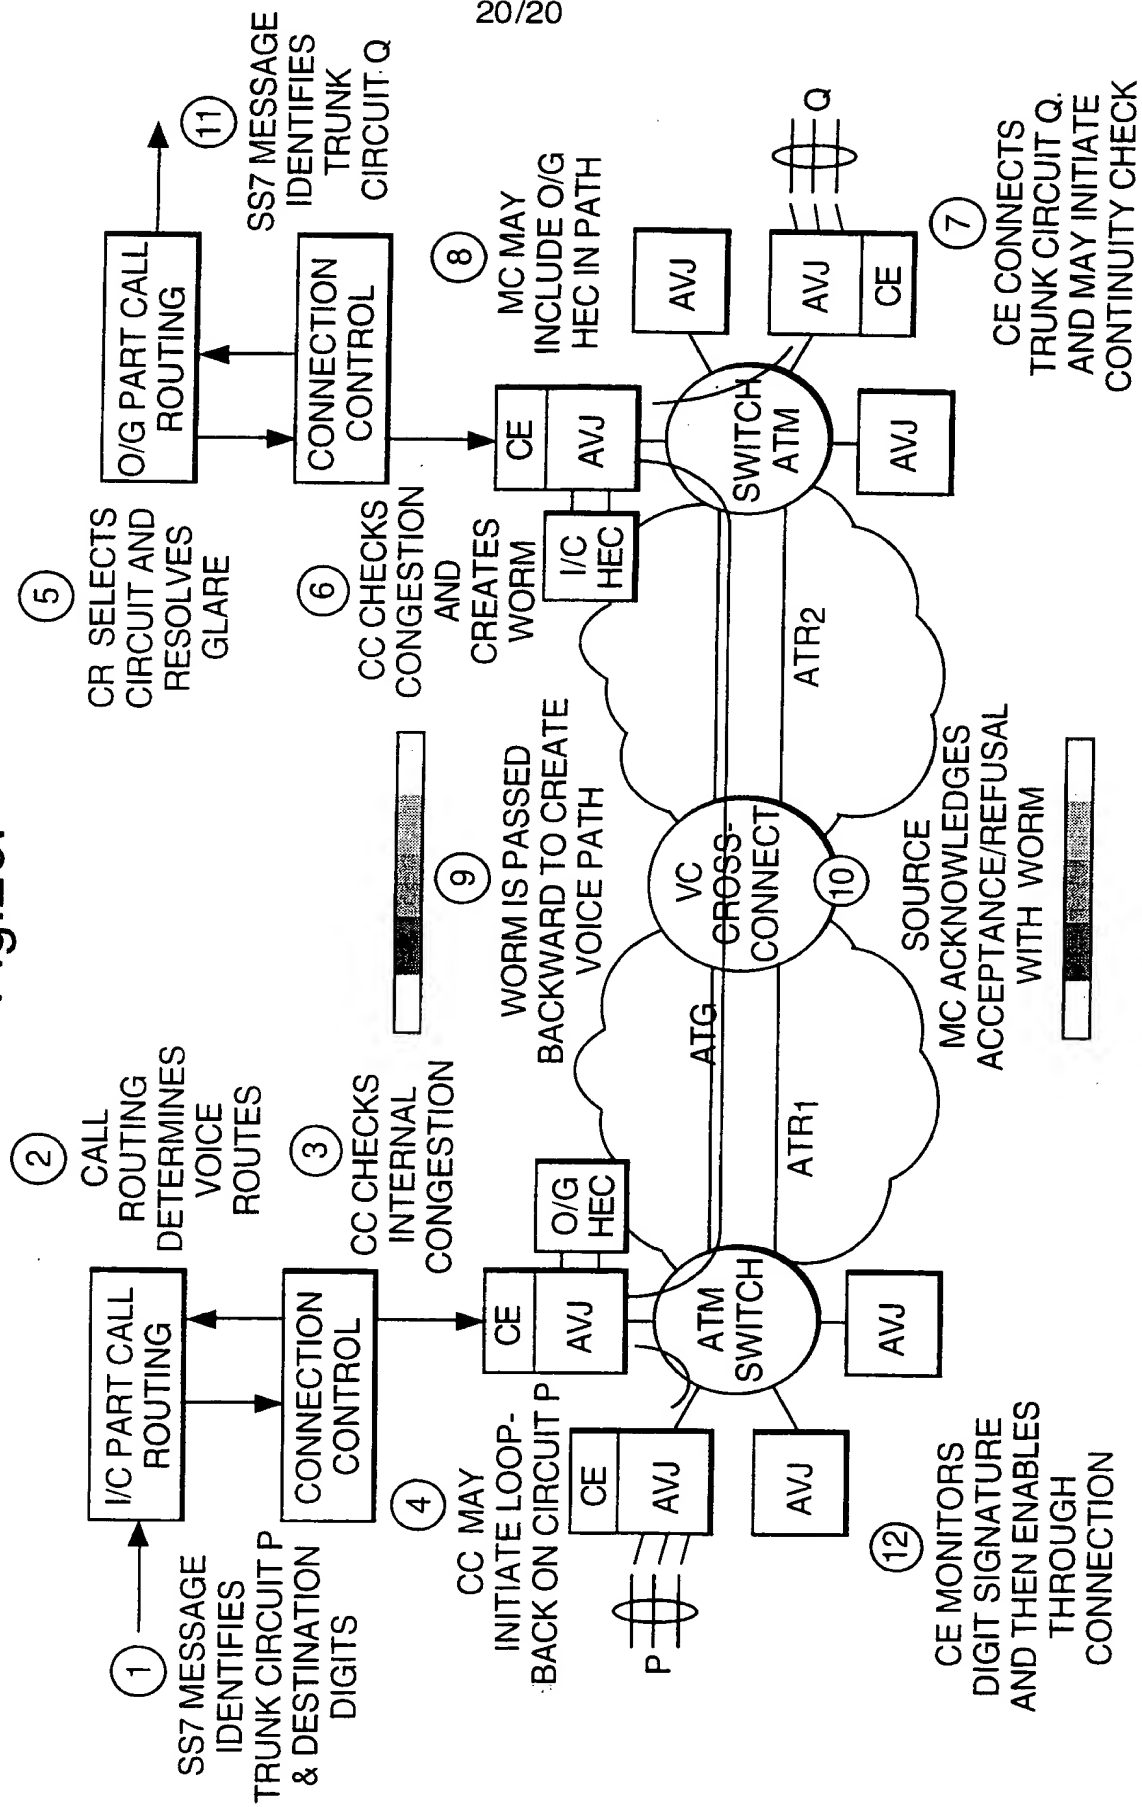 20/20
1
SS7 MESSAGE
IDENTIFIES
TRUNK CIRCUIT P
& DESTINATION
DIGITS
I/C PART CALL
ROUTING
2
CALL
ROUTING
DETERMINES
VOICE
ROUTES
CONNECTION
CONTROL
3
CC CHECKS
INTERNAL
CONGESTION
4
CC MAY
INITIATE LOOP-
BACK ON CIRCUIT P
CE
AVJ
O/G
HEC
CE
AVJ
P
AVJ
AVJ
ATM
SWITCH
ATG
ATR1
VC
CROSS-
CONNECT
ATR2
5
CR SELECTS
CIRCUIT AND
RESOLVES
GLARE
O/G PART CALL
ROUTING
11
SS7 MESSAGE
IDENTIFIES
TRUNK
CIRCUIT Q
CONNECTION
CONTROL
6
CC CHECKS
CONGESTION
AND
CREATES
WORM
CE
AVJ
I/C
HEC
8
MC MAY
INCLUDE O/G
HEC IN PATH
AVJ
AVJ
CE
Q
AVJ
SWITCH
ATM
7
CE CONNECTS
TRUNK CIRCUIT Q.
AND MAY INITIATE
CONTINUITY CHECK
9
WORM IS PASSED
BACKWARD TO CREATE
VOICE PATH
10
SOURCE
MC ACKNOWLEDGES
ACCEPTANCE/REFUSAL
WITH WORM
12
CE MONITORS
DIGIT SIGNATURE
AND THEN ENABLES
THROUGH
CONNECTION